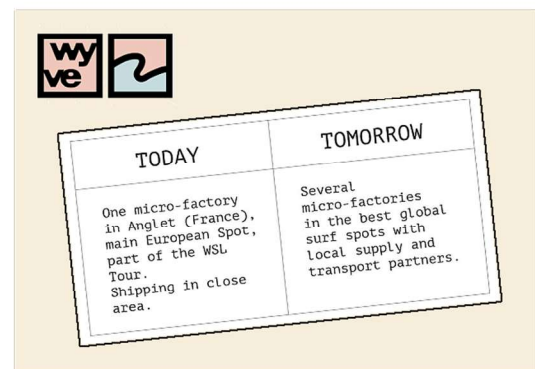 wy
ve
TODAY
TOMORROW
One micro-factory
in Anglet (France),
main European Spot,
part of the WSL
Tour.
Shipping in close
area.
Several
micro-factories
in the best global
surf spots with
local supply and
transport partners.